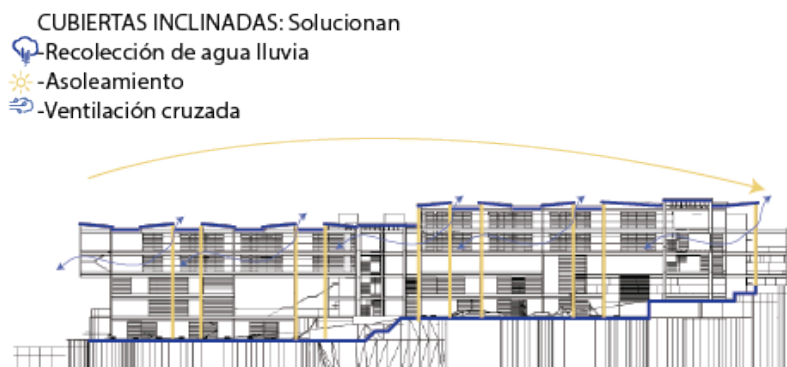 CUBIERTAS INCLINADAS: Solucionan
-Recolección de agua lluvia
-Asoleamiento
-Ventilación cruzada